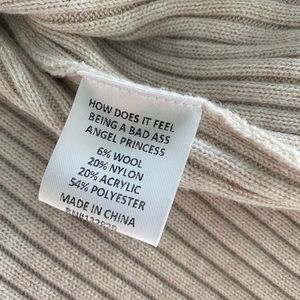 HOW DOES IT FEEL
BEING A BAD ASS
ANGEL PRINCESS
6% WOOL
20% NYLON
20% ACRYLIC
54% POLYESTER
MADE IN CHINA